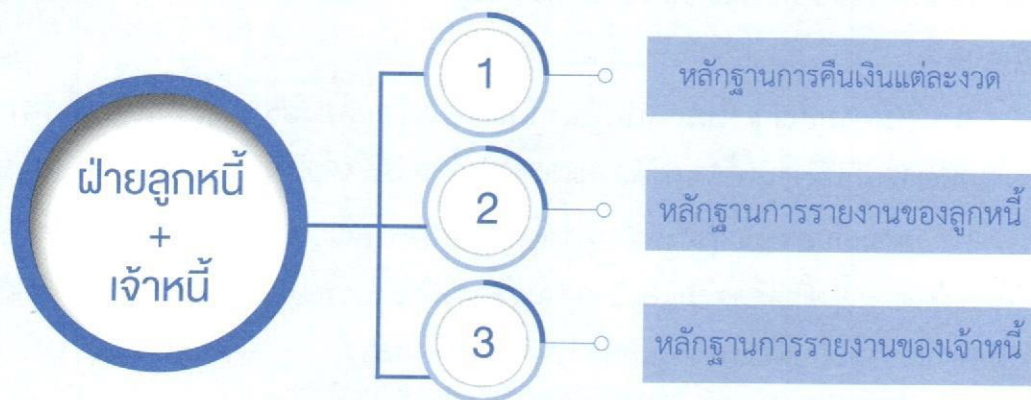 ฝ่ายลูกหนี้
+
เจ้าหนี้
1
หลักฐานการคืนเงินแต่ละงวด
2
หลักฐานการรายงานของลูกหนี้
3
หลักฐานการรายงานของเจ้าหนี้